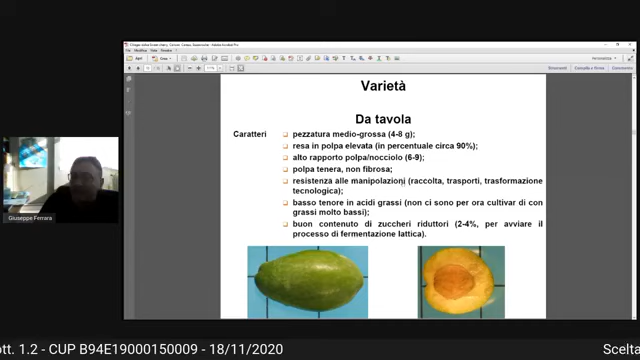 Varietà
Da tavola
Caratteri
pezzatura medio-grossa (4-8 g);
resa in polpa elevata (in percentuale circa 90%);
alto rapporto polpa/nocciolo (6-9);
polpa tenera, non fibrosa;
resistenza alle manipolazioni (raccolta, trasporti, trasformazione
tecnologica);
basso tenore in acidi grassi (non ci sono per ora cultivar di con
grassi molto bassi);
buon contenuto di zuccheri riduttori (2-4%, per avviare il
processo di fermentazione lattica).
Giuseppe Ferrara
ott. 1.2 - CUP B94E19000150009 - 18/11/2020
Scelta